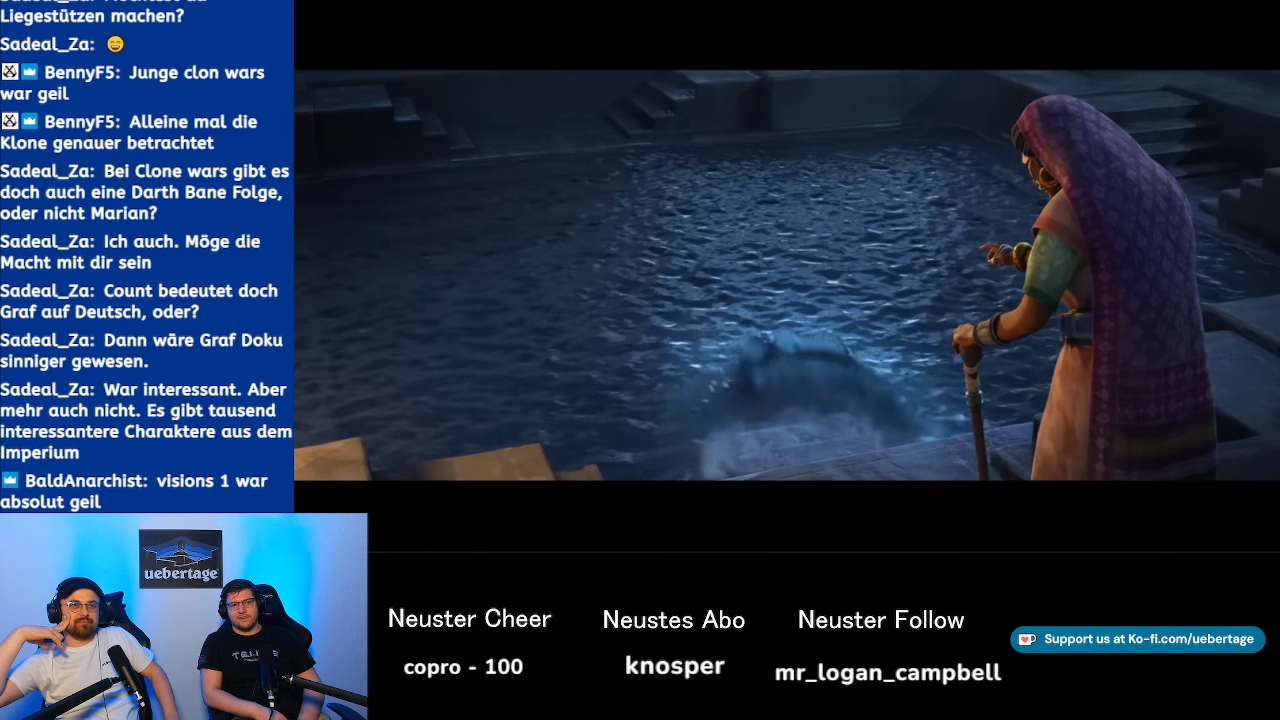 Liegestützen machen?
Sadeal_Za: 😄
BennyF5: Junge clon wars
war geil
BennyF5: Alleine mal die
Klone genauer betrachtet
Sadeal_Za: Bei Clone wars gibt es
doch auch eine Darth Bane Folge,
oder nicht Marian?
Sadeal_Za: Ich auch. Möge die
Macht mit dir sein
Sadeal_Za: Count bedeutet doch
Graf auf Deutsch, oder?
Sadeal_Za: Dann wäre Graf Doku
sinniger gewesen.
Sadeal_Za: War interessant. Aber
mehr auch nicht. Es gibt tausend
interessantere Charaktere aus dem
Imperium
BaldAnarchist: visions 1 war
absolut geil
uebertage
Neuster Cheer
copro - 100
Neustes Abo
knosper
Neuster Follow
mr_logan_campbell
Support us at Ko-fi.com/uebertage